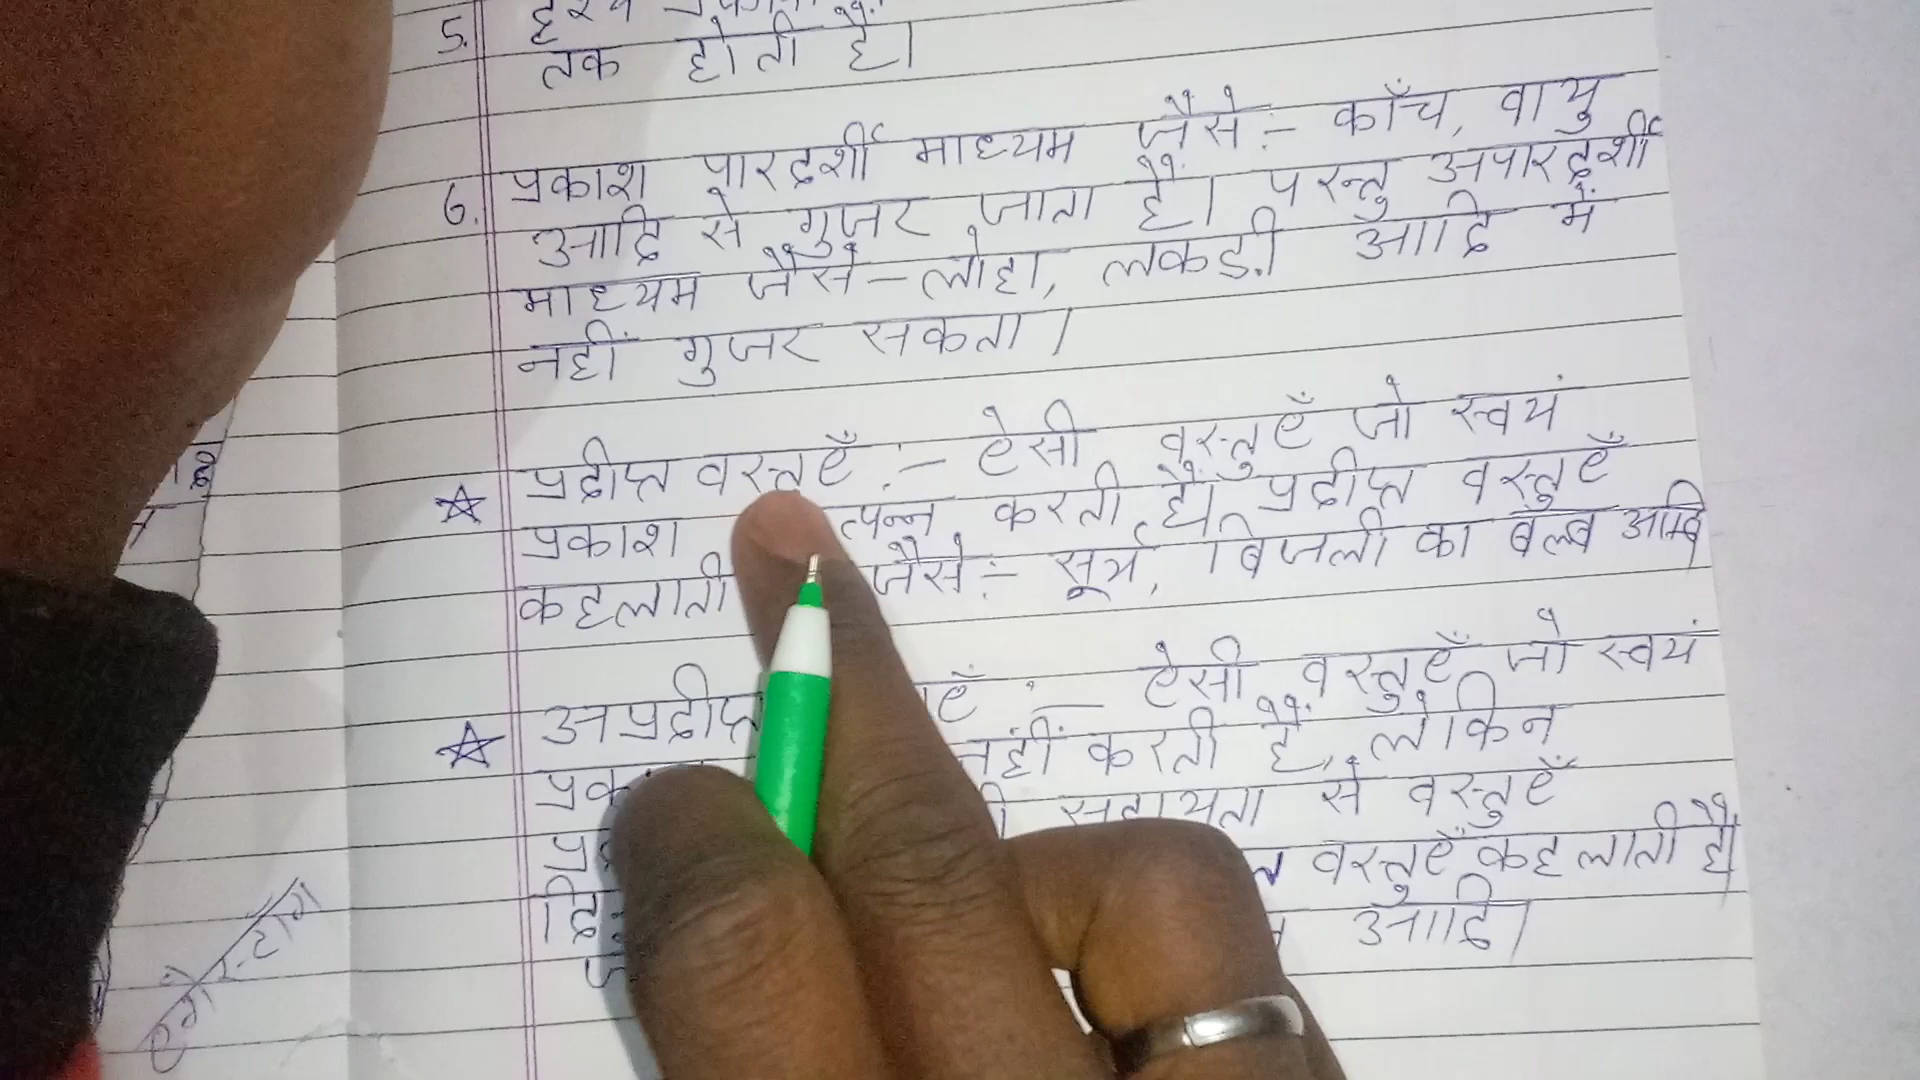 5.
तक होती है।
6. प्रकाश पारदर्शी माध्यम जैसे:- काँच, वायु
आदि से गुजर जाता है। परन्तु अपारदर्शी
माध्यम जैसे-लोहा, लकड़ी आदि में
नहीं गुजर सकता।
☆ प्रदीप्त वस्तुएँ :- ऐसी वस्तुएँ जो स्वयं
प्रकाश करती है। प्रदीप्त वस्तुएँ
कहलाती जैसे:- सूर्य, बिजली का बल्ब आदि
☆ अप्रदीप्त :- ऐसी वस्तुएँ जो स्वयं
नहीं करती है, लेकिन
सहायता से वस्तुएँ
वस्तुएँ कहलाती है।
आदि।